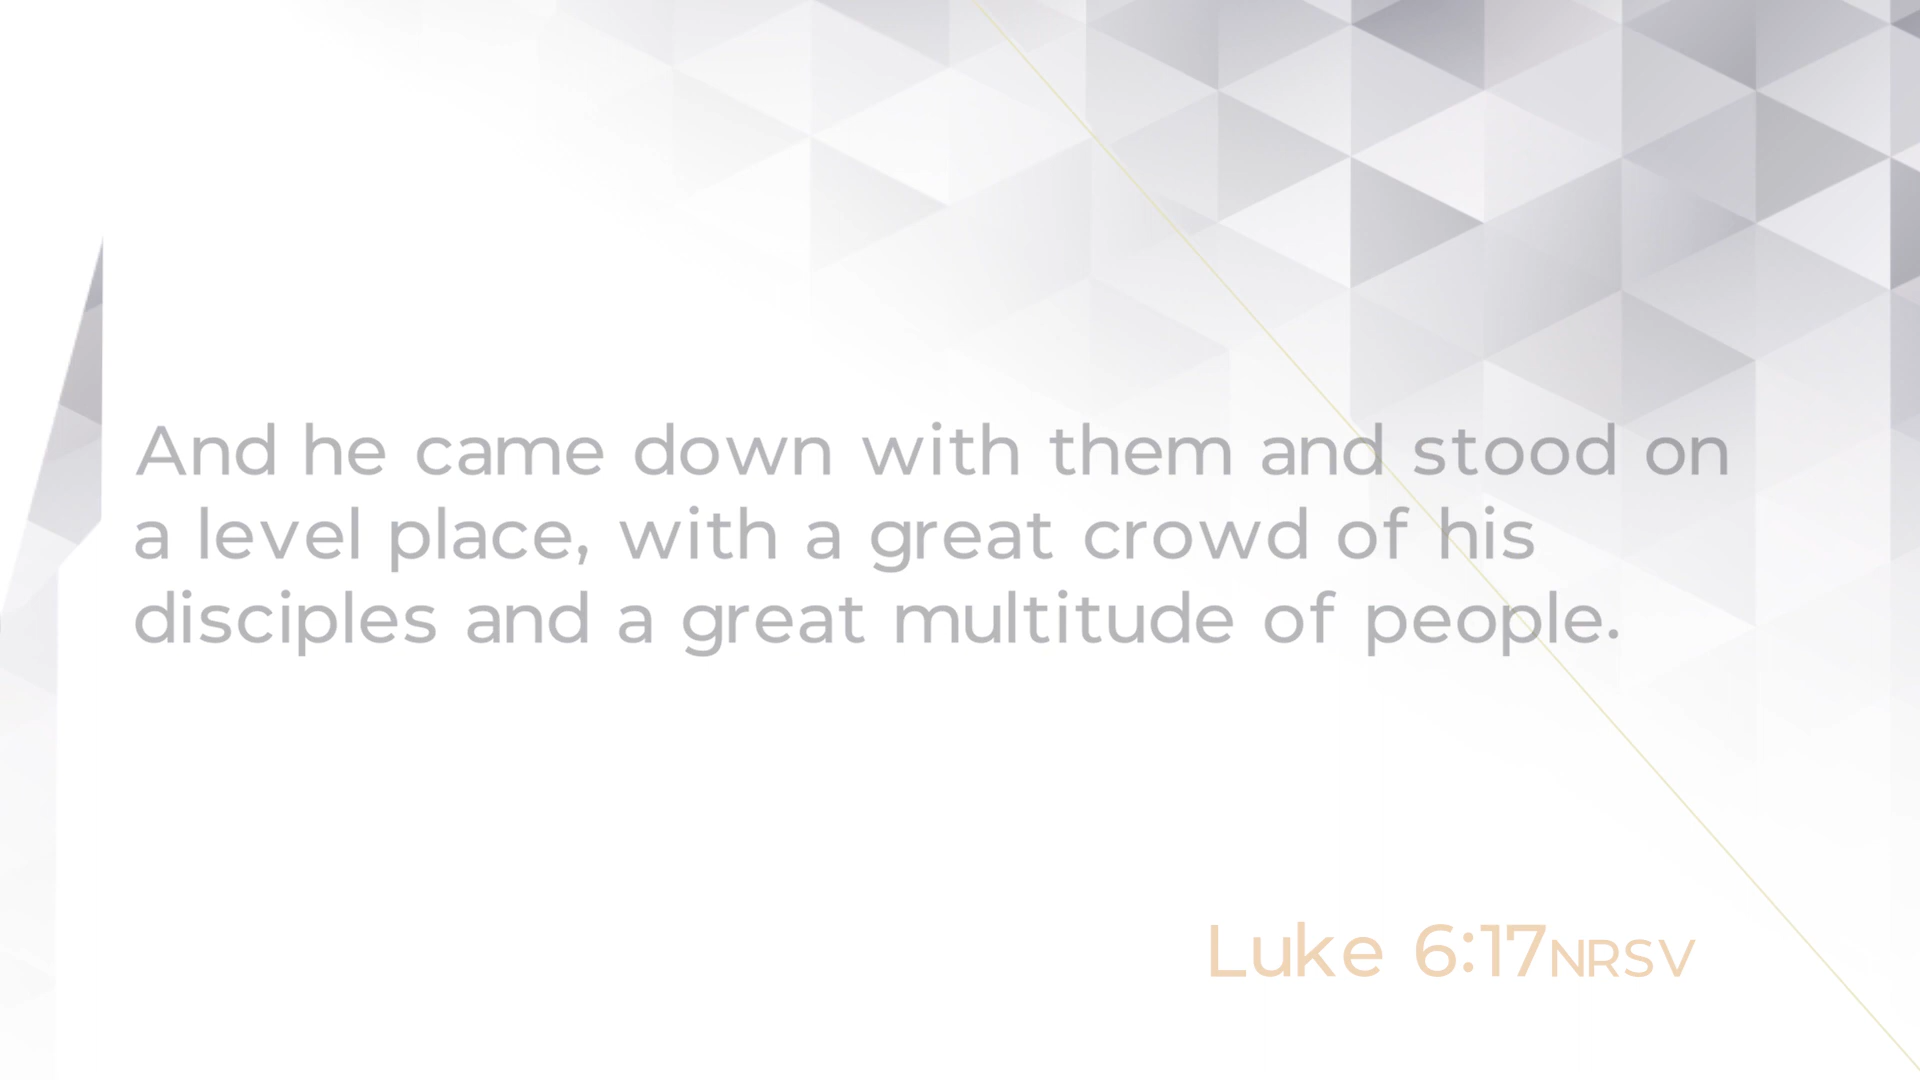 And he came down with them and stood on
a level place, with a great crowd of his
disciples and a great multitude of people.
Luke 6:17NRSV